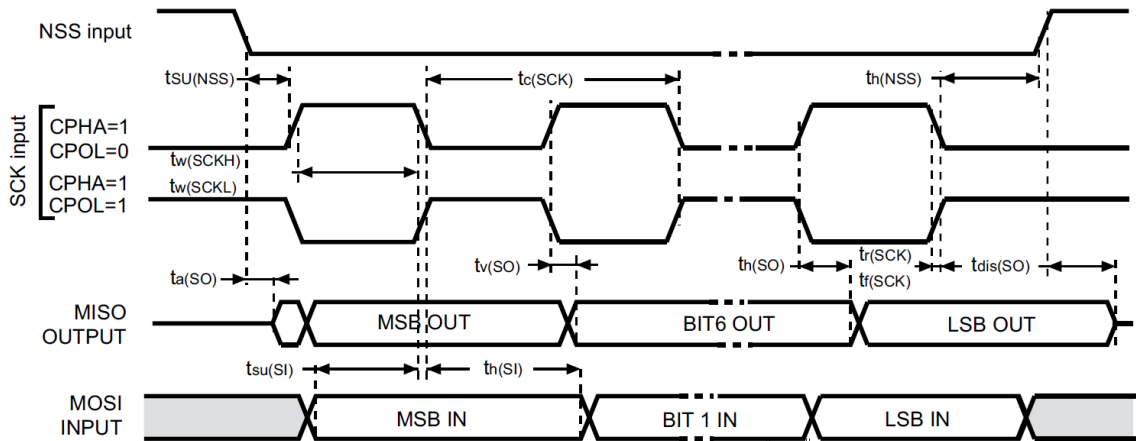 NSS input
tSU(NSS)
tc(SCK)
th(NSS)
SCK input
CPHA=1
CPOL=0
tw(SCKH)
tw(SCKL)
CPHA=1
CPOL=1
ta(SO)
tv(SO)
th(SO)
tr(SCK)
tf(SCK)
tdis(SO)
MISO
OUTPUT
MSB OUT
BIT6 OUT
LSB OUT
tsu(SI)
th(SI)
MOSI
INPUT
MSB IN
BIT 1 IN
LSB IN